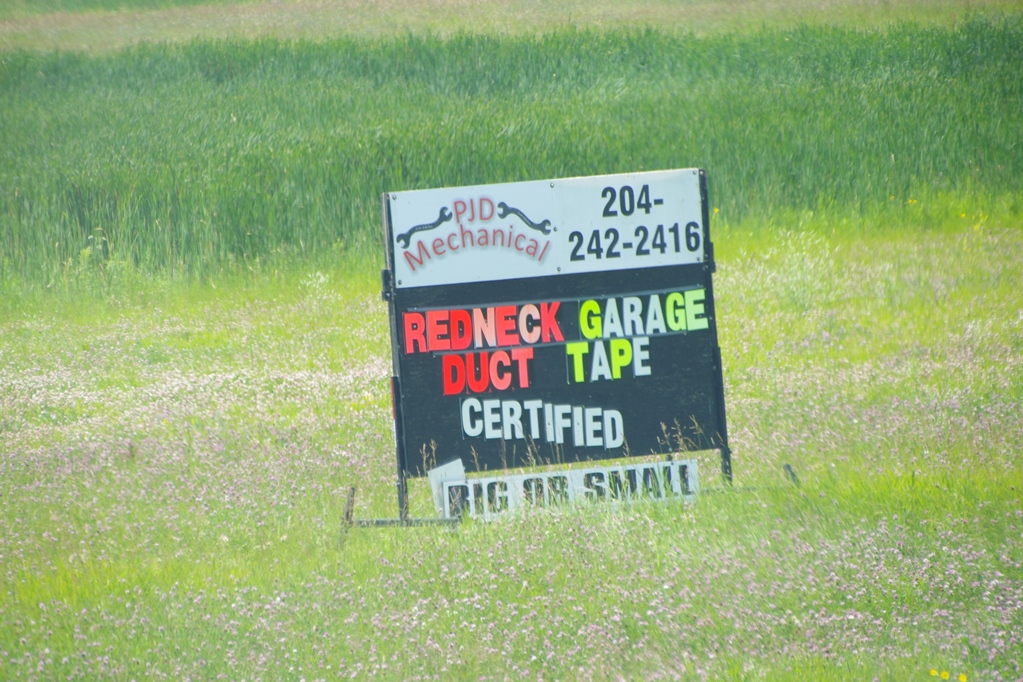 PJD
Mechanical
204-
242-2416
REDNECK GARAGE
DUCT TAPE
CERTIFIED
BIG OR SMALL